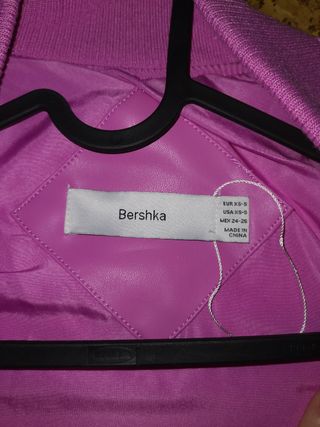 Bershka
EUR XS-S
USA XS-S
MEX 24-26
MADE IN
CHINA